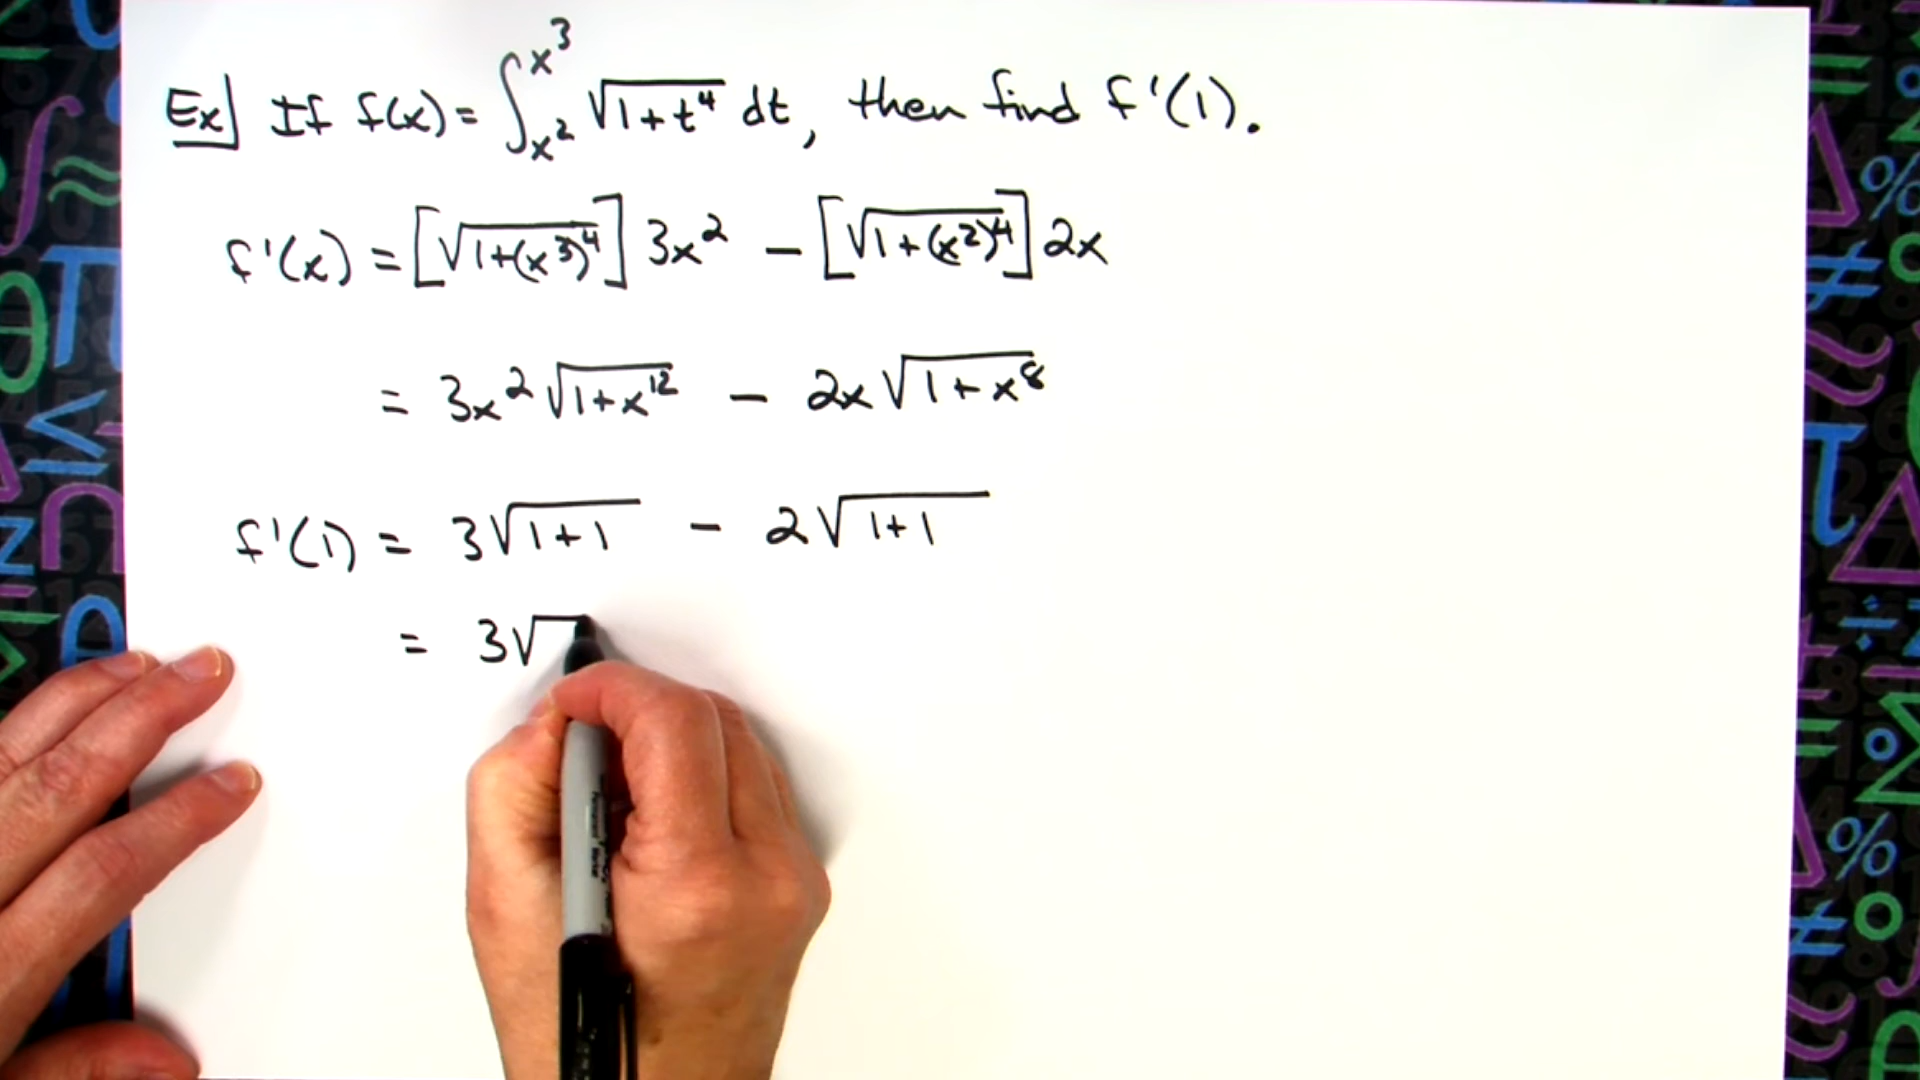 Ex] If f(x) = ∫_{x²}^{x³} √(1+t⁴) dt, then find f'(1).
f'(x) = [√(1+(x³)⁴)] 3x² − [√(1+(x²)⁴)] 2x
= 3x² √(1+x¹²) − 2x √(1+x⁸)
f'(1) = 3√(1+1) − 2√(1+1)
= 3√